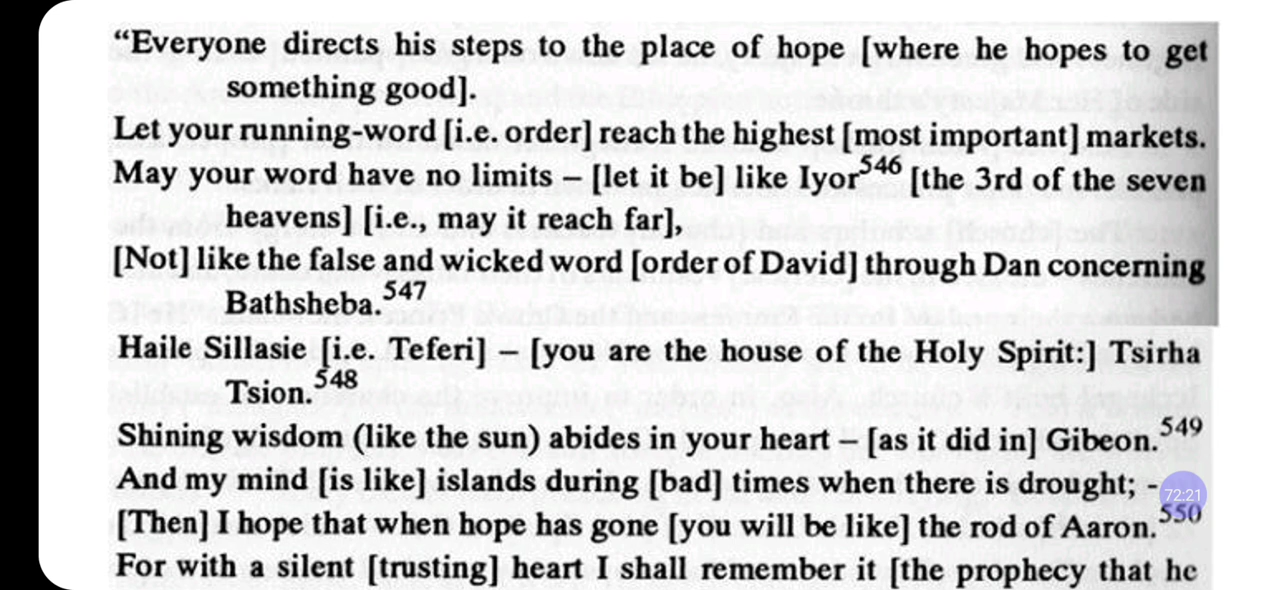 “Everyone directs his steps to the place of hope [where he hopes to get
something good].
Let your running-word [i.e. order] reach the highest [most important] markets.
May your word have no limits – [let it be] like Iyor546 [the 3rd of the seven
heavens] [i.e., may it reach far],
[Not] like the false and wicked word [order of David] through Dan concerning
Bathsheba.547
Haile Sillasie [i.e. Teferi] – [you are the house of the Holy Spirit:] Tsirha
Tsion.548
Shining wisdom (like the sun) abides in your heart – [as it did in] Gibeon.549
And my mind [is like] islands during [bad] times when there is drought; -
72:21
[Then] I hope that when hope has gone [you will be like] the rod of Aaron.550
For with a silent [trusting] heart I shall remember it [the prophecy that he